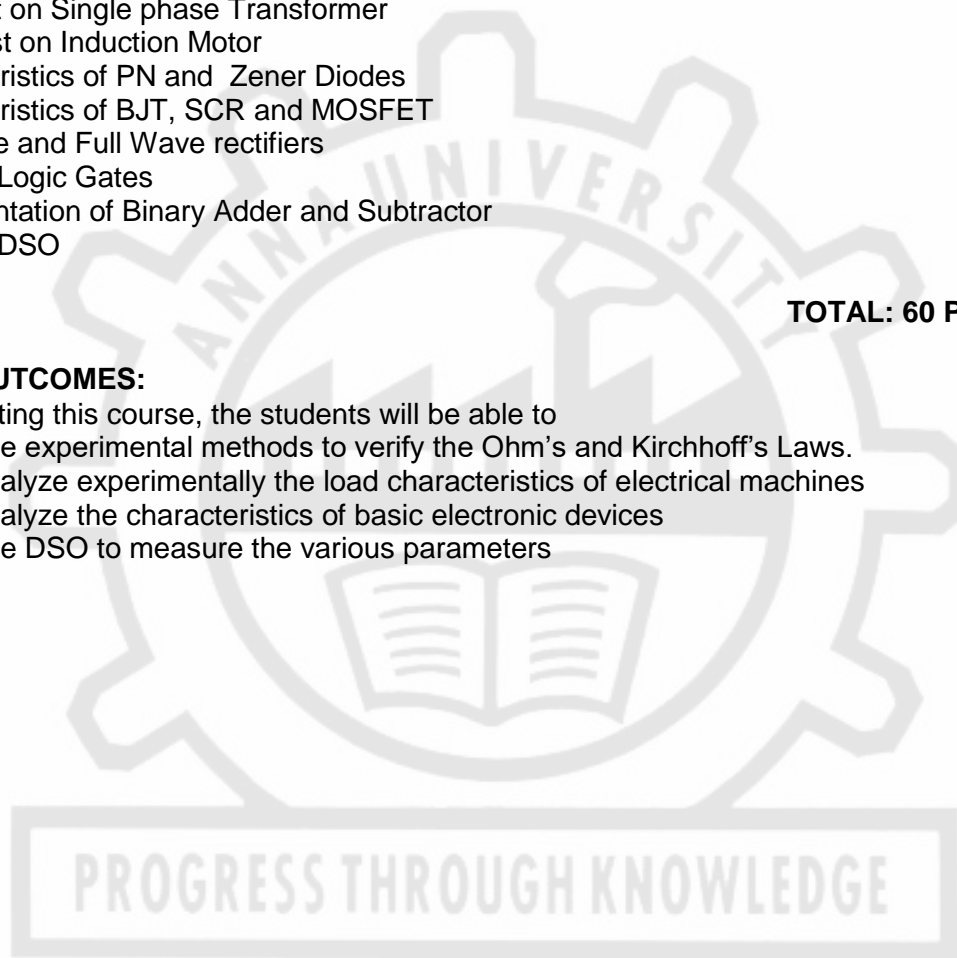 on Single phase Transformer
on Induction Motor
ristics of PN and  Zener Diodes
ristics of BJT, SCR and MOSFET
e and Full Wave rectifiers
Logic Gates
ntation of Binary Adder and Subtractor
DSO
TOTAL: 60 P
UTCOMES:
ting this course, the students will be able to
e experimental methods to verify the Ohm’s and Kirchhoff’s Laws.
alyze experimentally the load characteristics of electrical machines
alyze the characteristics of basic electronic devices
e DSO to measure the various parameters
ANNA UNIVERSITY
PROGRESS THROUGH KNOWLEDGE